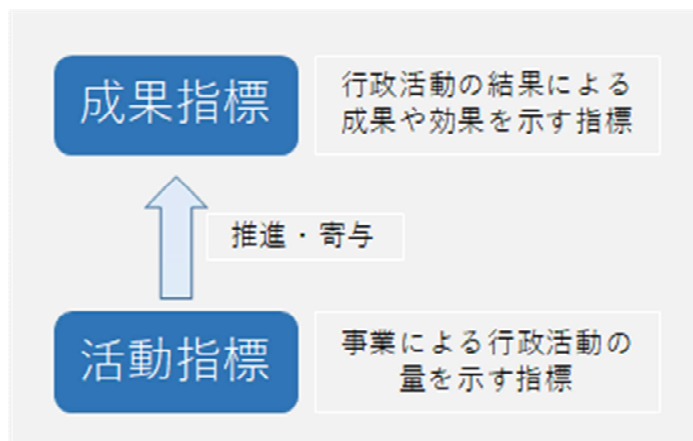 成果指標
行政活動の結果による
成果や効果を示す指標
推進・寄与
活動指標
事業による行政活動の
量を示す指標